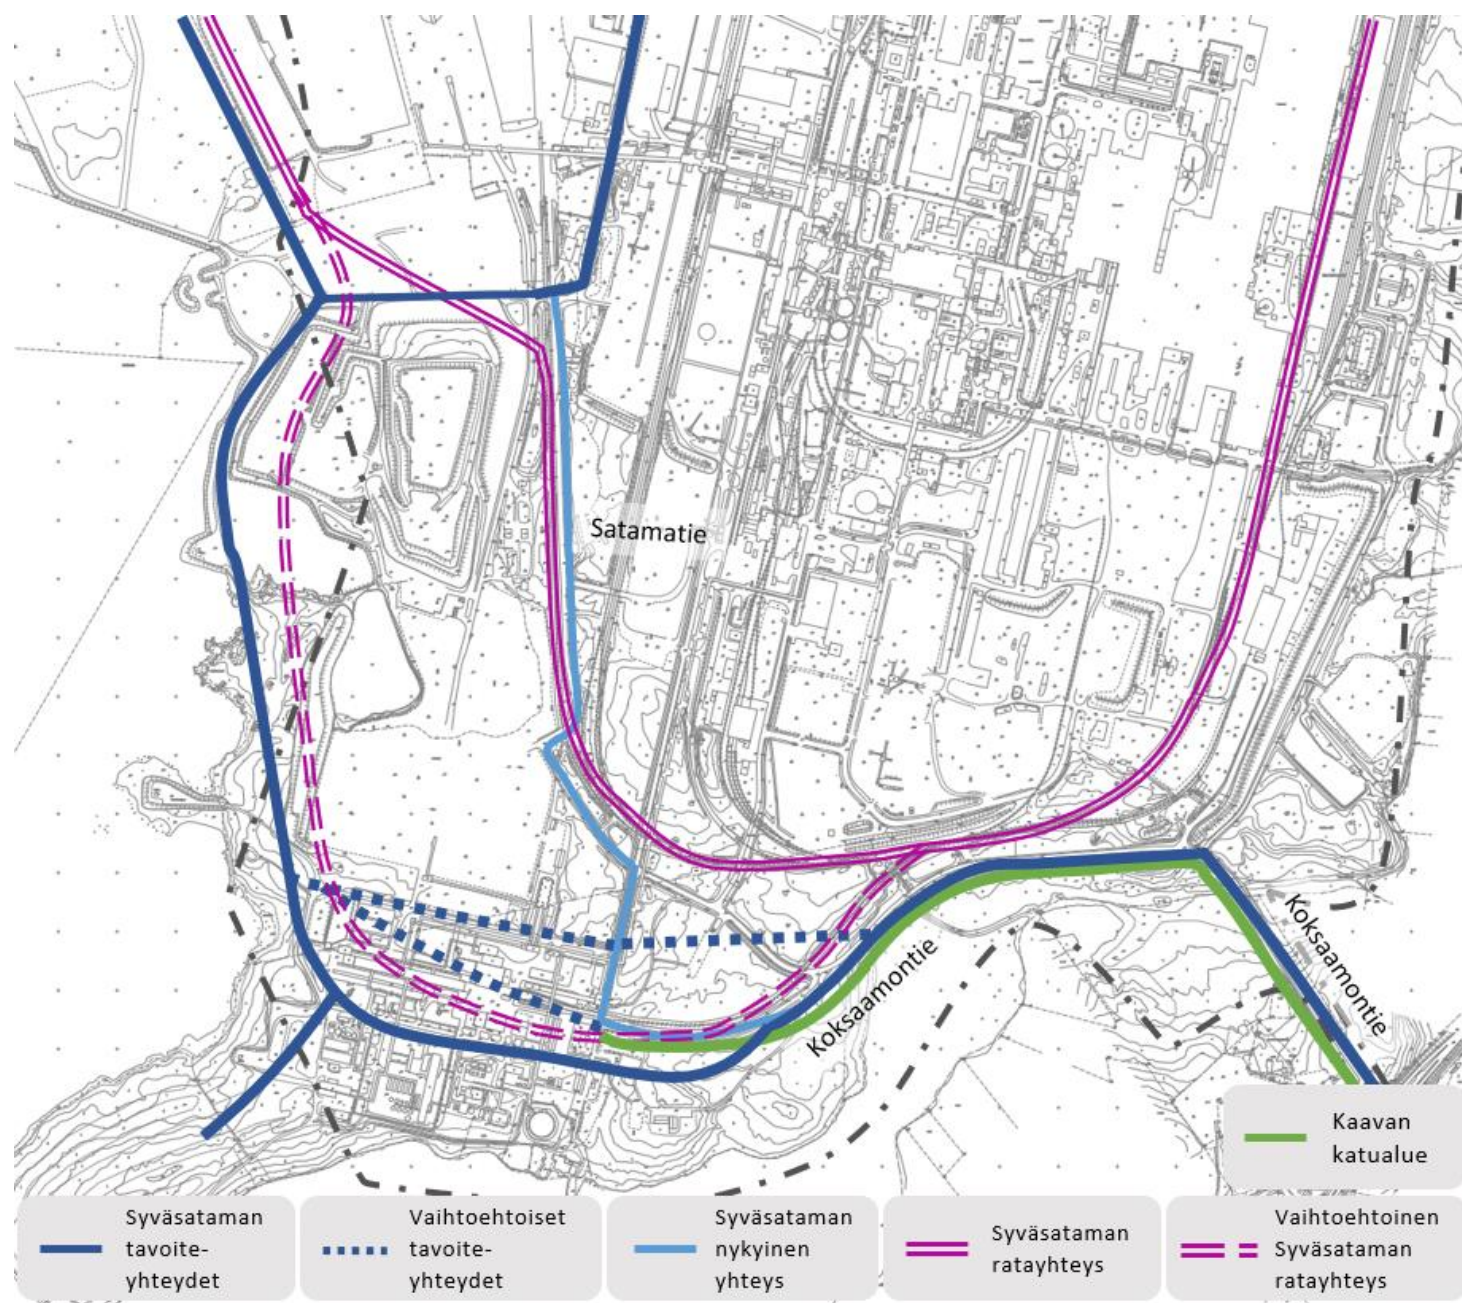 Satamatie
Koksaamontie
Koksaamontie
Kaavan
katualue
Syväsataman
tavoite-
yhteydet
Vaihtoehtoiset
tavoite-
yhteydet
Syväsataman
nykyinen
yhteys
Syväsataman
ratayhteys
Vaihtoehtoinen
Syväsataman
ratayhteys